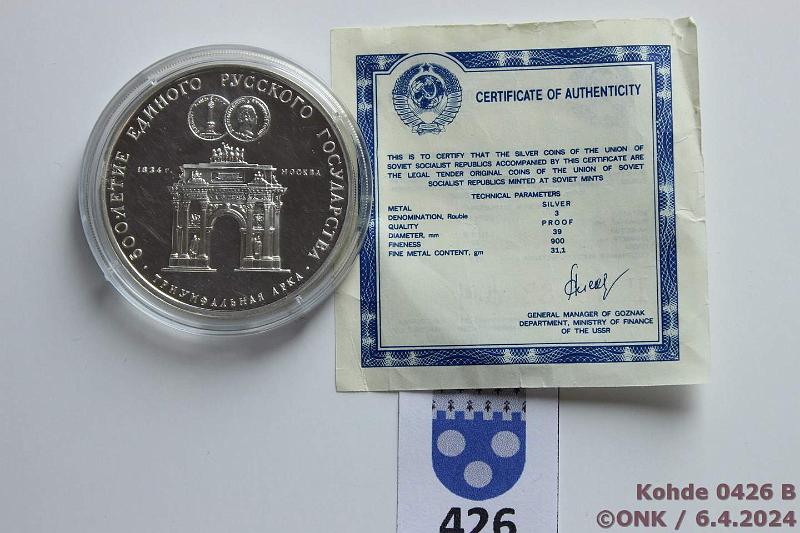 500-ЛЕТИЕ ЕДИНОГО РУССКОГО ГОСУДАРСТВА
1834 г. МОСКВА
· ТРИУМФАЛЬНАЯ АРКА ·
CERTIFICATE OF AUTHENTICITY
THIS IS TO CERTIFY THAT THE SILVER COINS OF THE UNION OF
SOVIET SOCIALIST REPUBLICS ACCOMPANIED BY THIS CERTIFICATE ARE
THE LEGAL TENDER ORIGINAL COINS OF THE UNION OF SOVIET
SOCIALIST REPUBLICS MINTED AT SOVIET MINTS
TECHNICAL PARAMETERS
METAL SILVER
DENOMINATION, Rouble 3
QUALITY PROOF
DIAMETER, mm 39
FINENESS 900
FINE METAL CONTENT, gm 31,1
GENERAL MANAGER OF GOZNAK
DEPARTMENT, MINISTRY OF FINANCE
OF THE USSR
426
Kohde 0426 B
©ONK / 6.4.2024